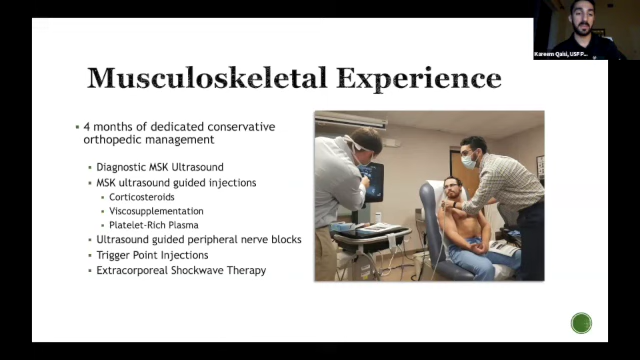 Musculoskeletal Experience
4 months of dedicated conservative
orthopedic management
Diagnostic MSK Ultrasound
MSK ultrasound guided injections
Corticosteroids
Viscosupplementation
Platelet-Rich Plasma
Ultrasound guided peripheral nerve blocks
Trigger Point Injections
Extracorporeal Shockwave Therapy
Kareem Qaisi, USF P...